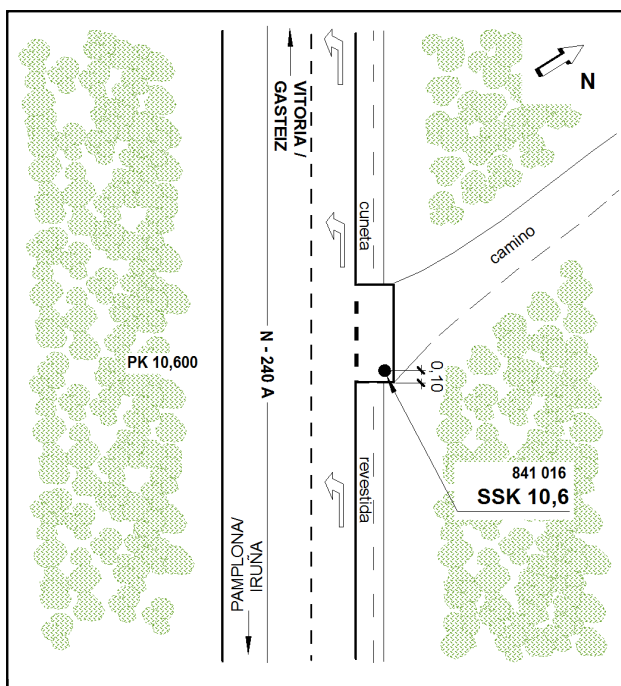 N
VITORIA /
GASTEIZ
cuneta
camino
N - 240 A
PK 10,600
0,10
revestida
841 016
SSK 10,6
PAMPLONA/
IRUÑA